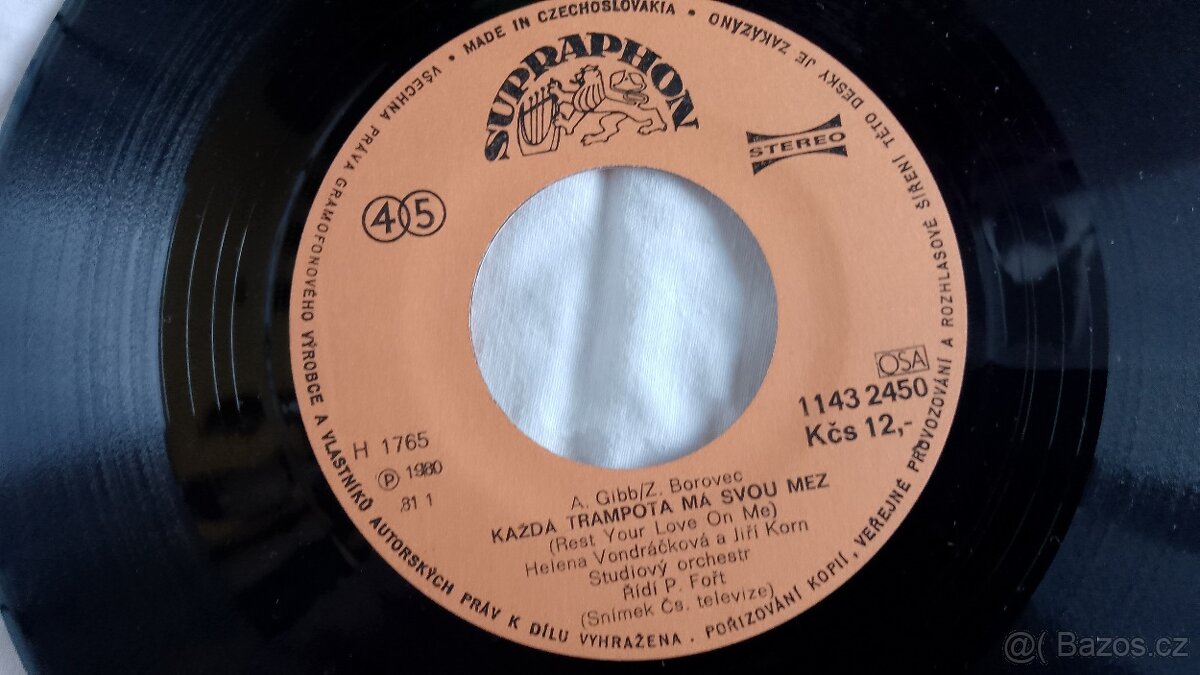 SUPRAPHON
STEREO
45
OSA
1143 2450
Kčs 12,-
H 1765
Ⓟ 1980
81 1
A. Gibb/Z. Borovec
KAŽDÁ TRAMPOTA MÁ SVOU MEZ
(Rest Your Love On Me)
Helena Vondráčková a Jiří Korn
Studiový orchestr
Řídí P. Fořt
(Snímek Čs. televize)
• MADE IN CZECHOSLOVAKIA • VŠECHNA PRÁVA GRAMOFONOVÉHO VÝROBCE A VLASTNÍKŮ AUTORSKÝCH PRÁV K DÍLU VYHRAŽENA. POŘIZOVÁNÍ KOPIÍ, VEŘEJNÉ PROVOZOVÁNÍ A ROZHLASOVÉ ŠÍŘENÍ TÉTO DESKY JE ZAKÁZÁNO
@( Bazos.cz